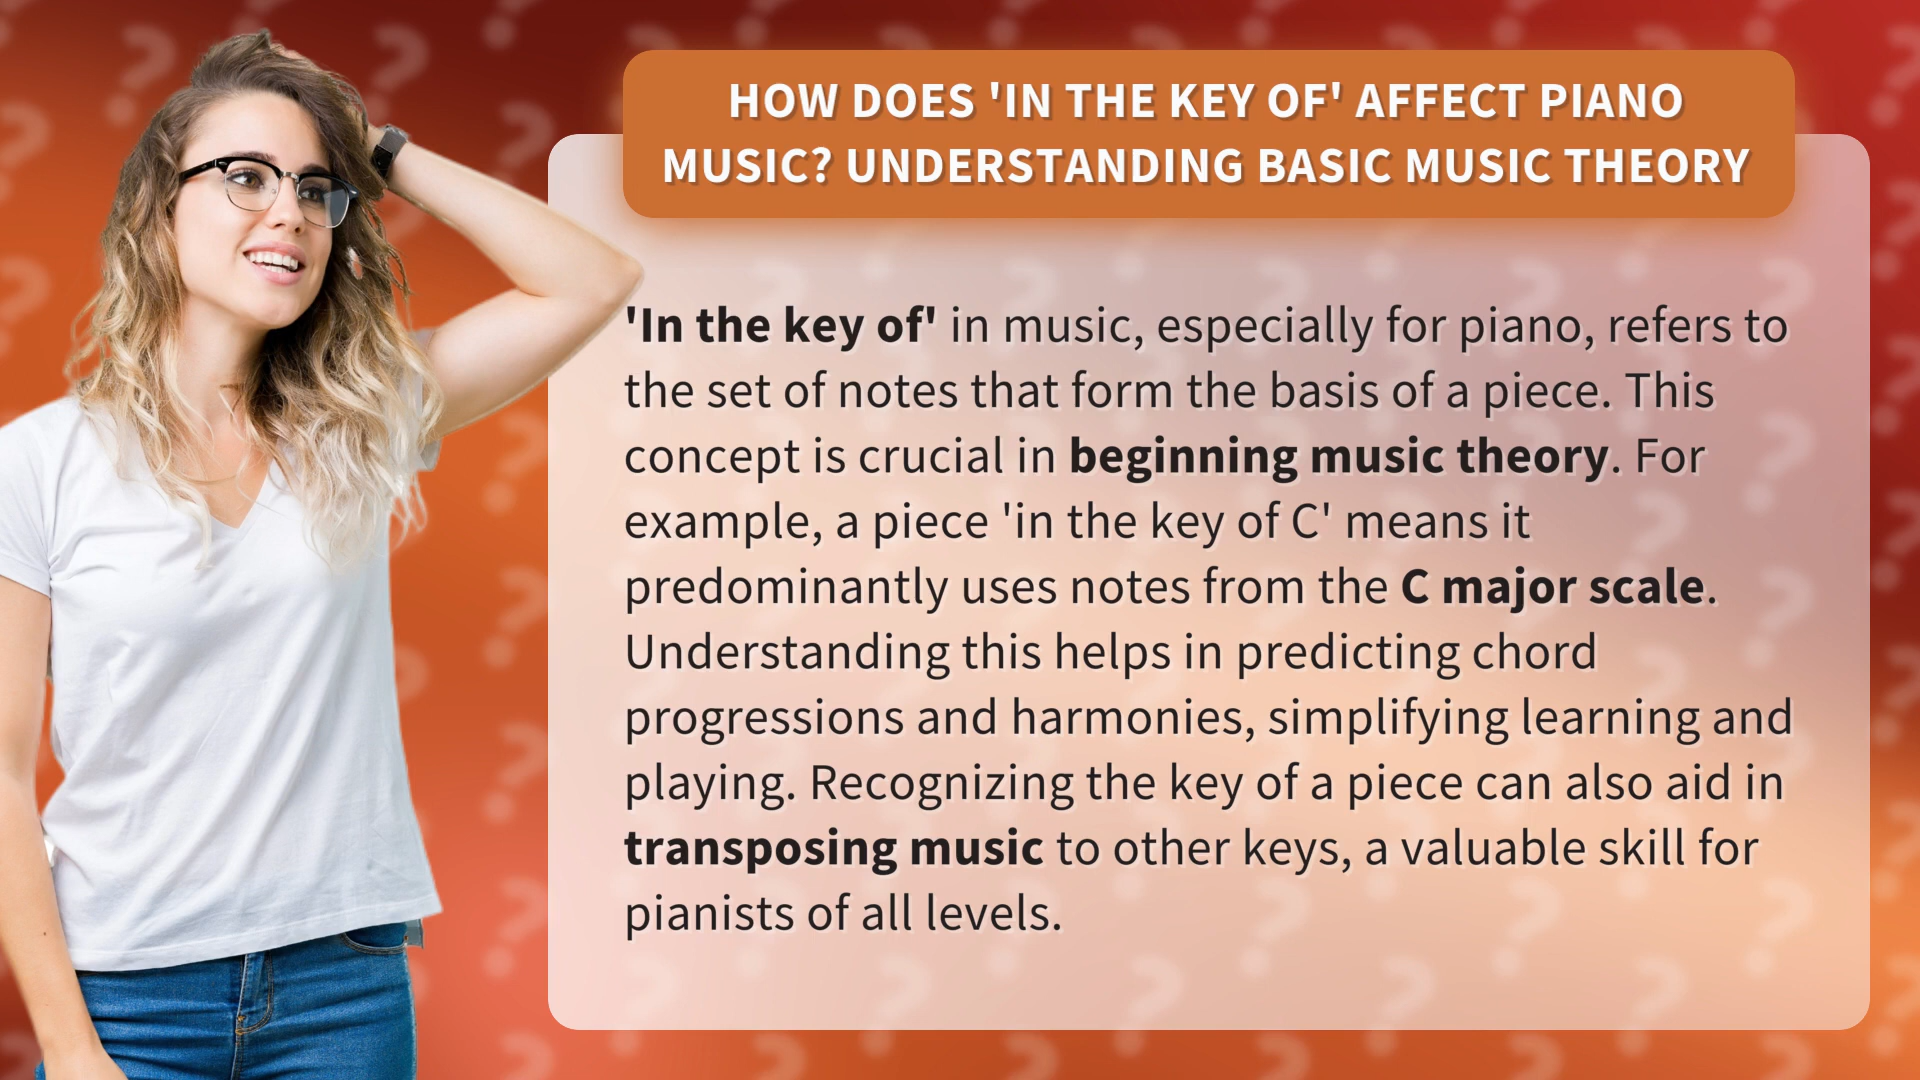 HOW DOES 'IN THE KEY OF' AFFECT PIANO
MUSIC? UNDERSTANDING BASIC MUSIC THEORY
'In the key of' in music, especially for piano, refers to
the set of notes that form the basis of a piece. This
concept is crucial in beginning music theory. For
example, a piece 'in the key of C' means it
predominantly uses notes from the C major scale.
Understanding this helps in predicting chord
progressions and harmonies, simplifying learning and
playing. Recognizing the key of a piece can also aid in
transposing music to other keys, a valuable skill for
pianists of all levels.